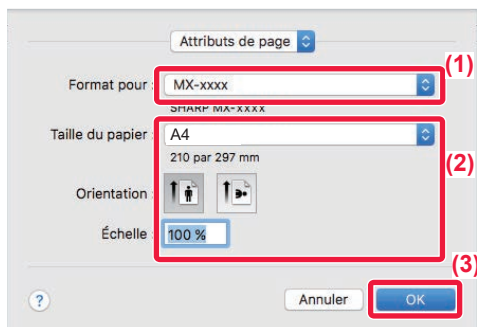 Attributs de page
(1)
Format pour : MX-xxxx
SHARP MX-xxxx
Taille du papier : A4
210 par 297 mm
(2)
Orientation :
Échelle : 100 %
(3)
? Annuler OK